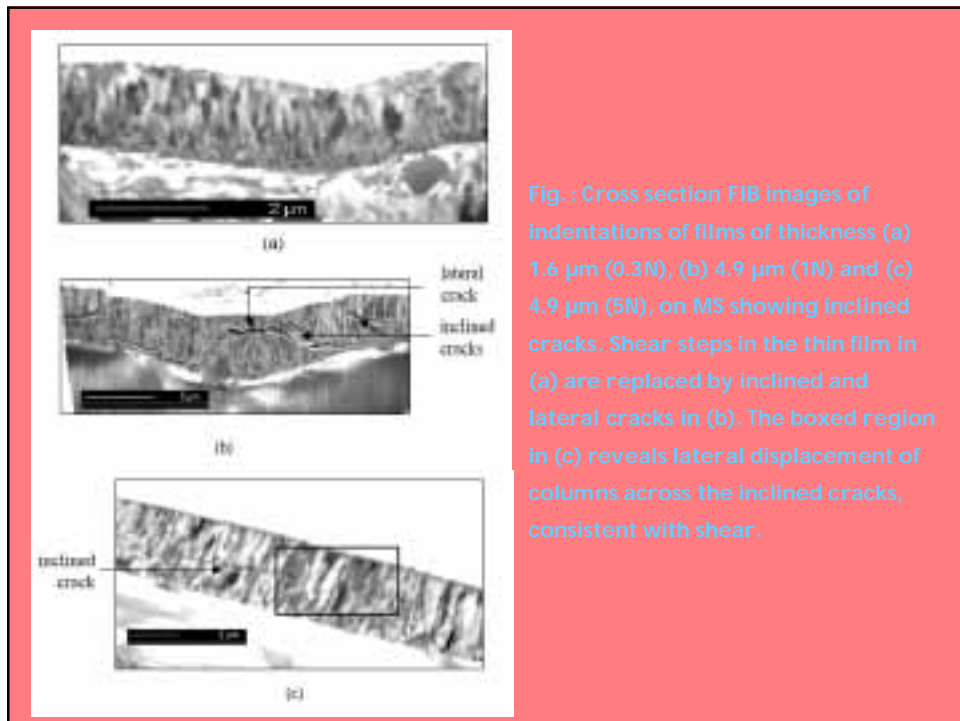 2 µm
(a)
lateral
crack
inclined
cracks
(b)
inclined
crack
(c)
Fig. : Cross section FIB images of
indentations of films of thickness (a)
1.6 µm (0.3N), (b) 4.9 µm (1N) and (c)
4.9 µm (5N), on MS showing inclined
cracks. Shear steps in the thin film in
(a) are replaced by inclined and
lateral cracks in (b). The boxed region
in (c) reveals lateral displacement of
columns across the inclined cracks,
consistent with shear.